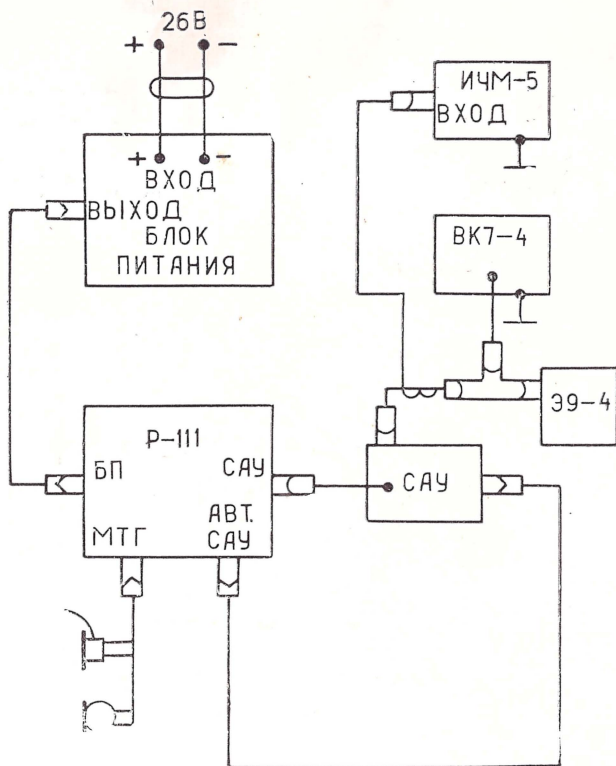 26В
+ -
+ -
ВХОД
ВЫХОД
БЛОК
ПИТАНИЯ
ИЧМ-5
ВХОД
ВК7-4
Э9-4
Р-111
БП
САУ
МТГ
АВТ.
САУ
САУ